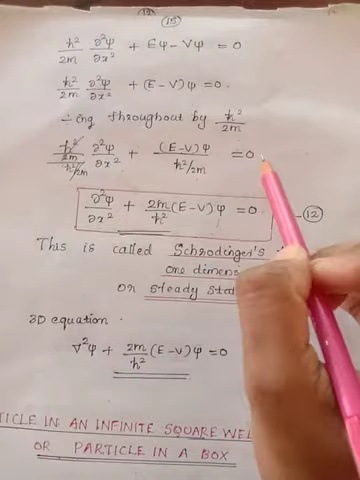 (15)
ħ²/2m ∂²ψ/∂x² + Eψ – Vψ = 0
ħ²/2m ∂²ψ/∂x² + (E – V)ψ = 0.
∴ing throughout by ħ²/2m
ħ²/2m / ħ²/2m ∂²ψ/∂x² + (E – V)ψ / ħ²/2m = 0
∂²ψ/∂x² + 2m/ħ² (E – V)ψ = 0 — (12)
This is called Schrodinger's
one dimens
or steady stat
3D equation
∇²ψ + 2m/ħ² (E – V)ψ = 0
TICLE IN AN INFINITE SQUARE WEL
OR PARTICLE IN A BOX